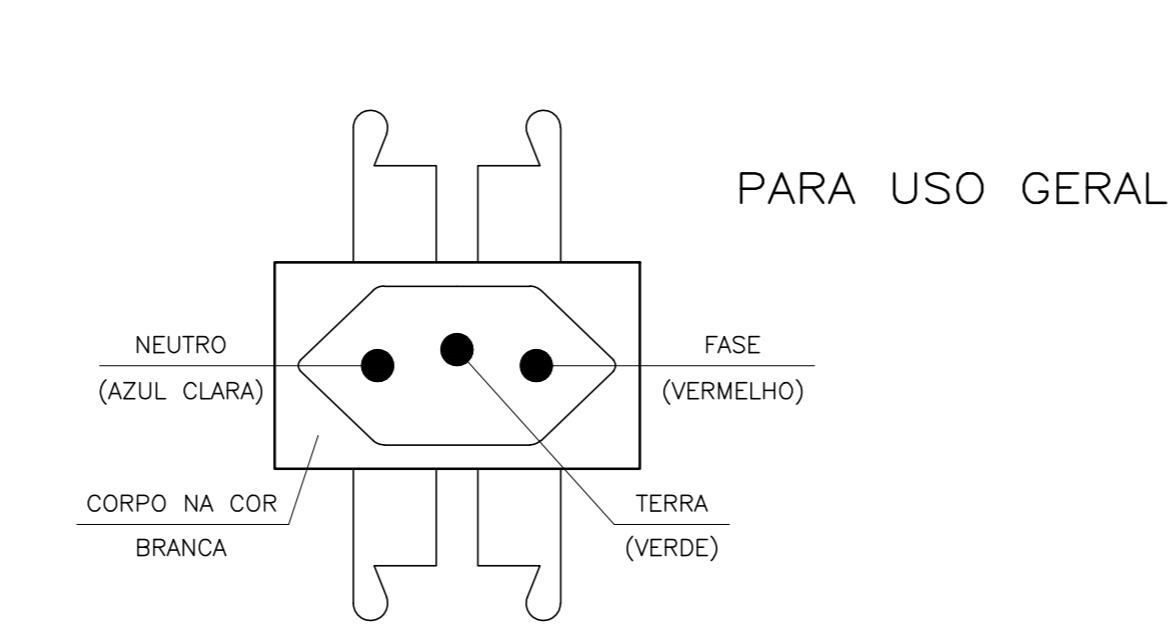 PARA USO GERAL
NEUTRO
(AZUL CLARA)
FASE
(VERMELHO)
CORPO NA COR
BRANCA
TERRA
(VERDE)